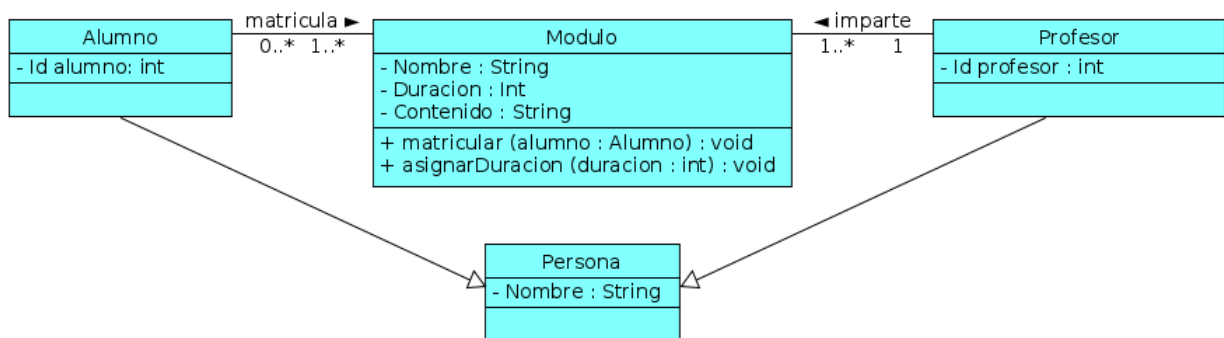 matricula ►
◄ imparte
Alumno
0..* 1..*
Modulo
1..* 1
Profesor
- Id alumno: int
- Nombre : String
- Duracion : Int
- Contenido : String
+ matricular (alumno : Alumno) : void
+ asignarDuracion (duracion : int) : void
- Id profesor : int
Persona
- Nombre : String